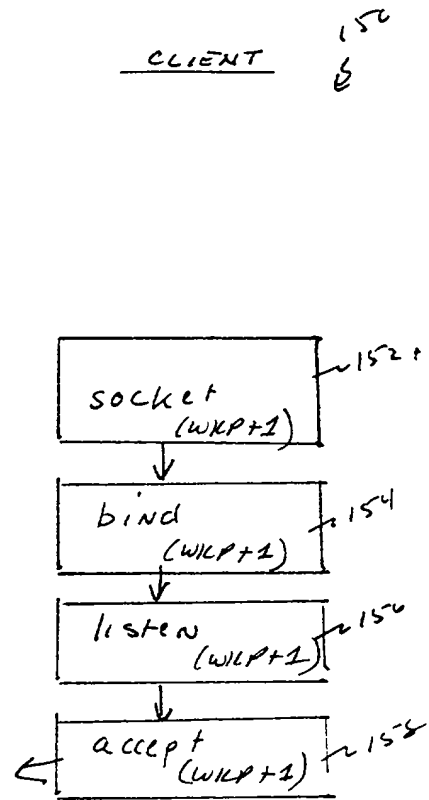 150
CLIENT
152
socket
(WKP+1)
bind
154
(WKP+1)
listen
156
(WKP+1)
accept
158
(WKP+1)